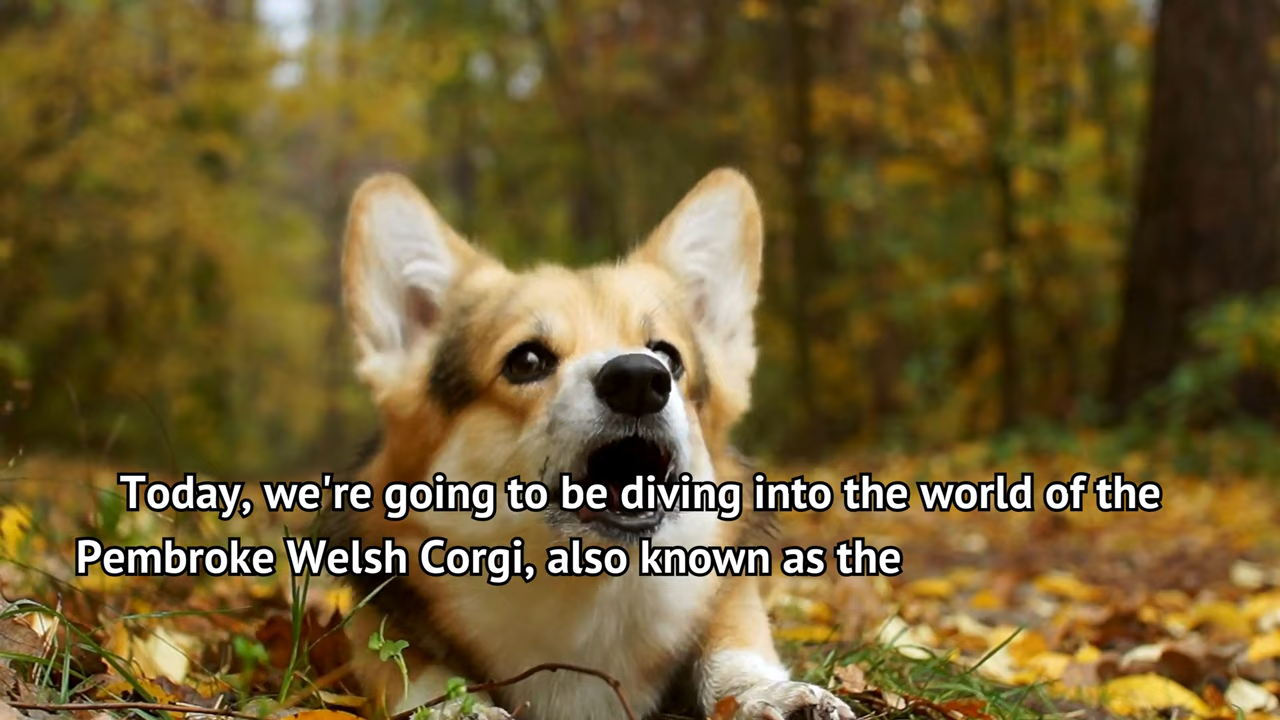 Today, we're going to be diving into the world of the
Pembroke Welsh Corgi, also known as the